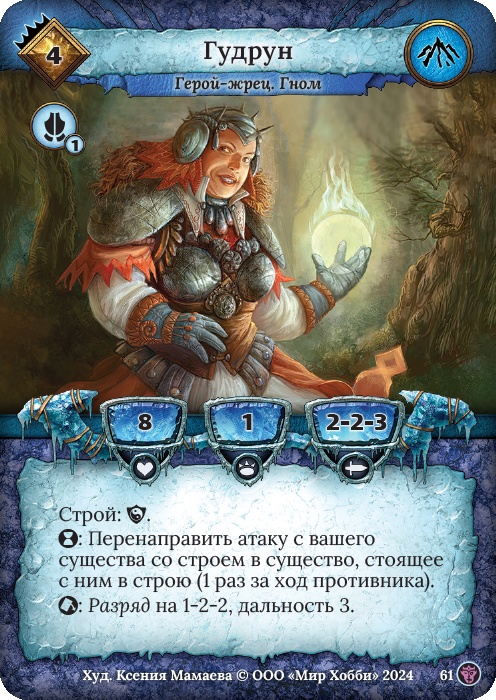 4
Гудрун
Герой-жрец. Гном
1
8
1
2-2-3
Строй: .
: Перенаправить атаку с вашего
существа со строем в существо, стоящее
с ним в строю (1 раз за ход противника).
: Разряд на 1-2-2, дальность 3.
Худ. Ксения Мамаева © ООО «Мир Хобби» 2024
61